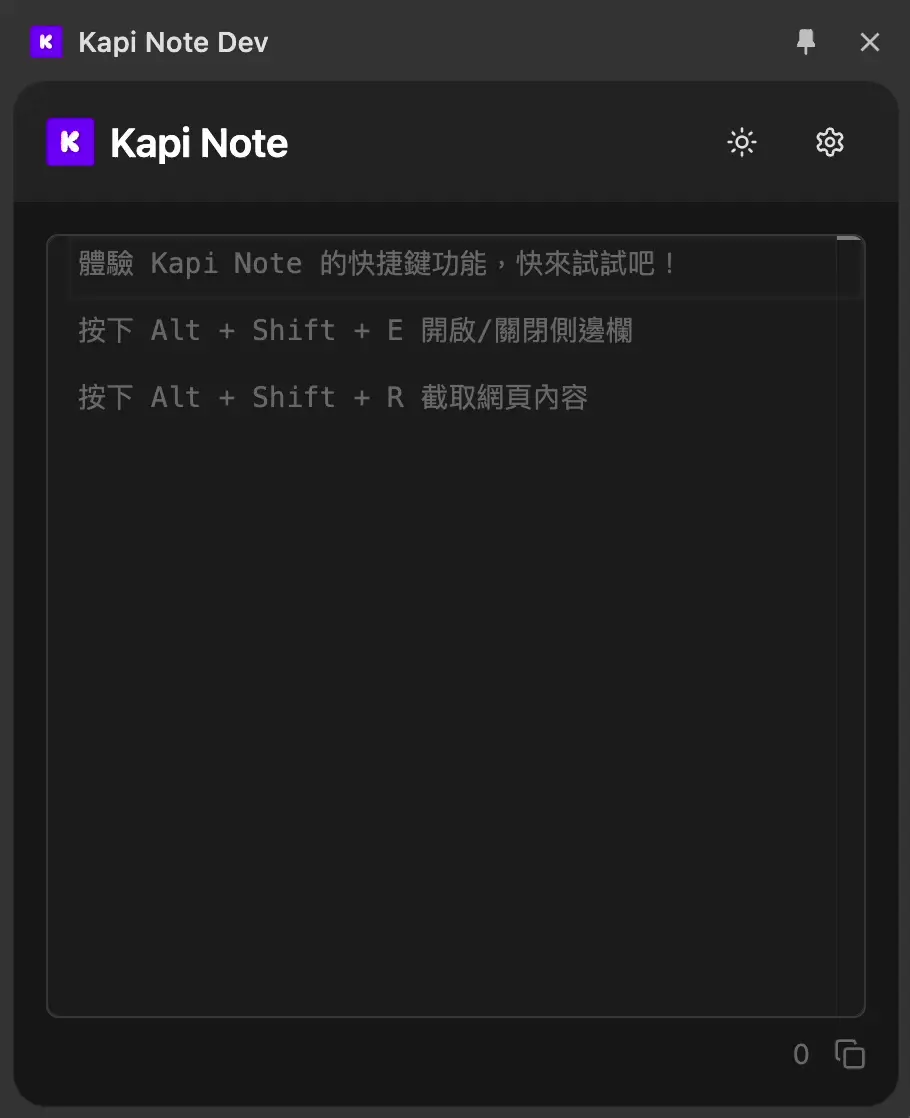 Kapi Note Dev
Kapi Note
體驗 Kapi Note 的快捷鍵功能，快來試試吧！
按下 Alt + Shift + E 開啟/關閉側邊欄
按下 Alt + Shift + R 截取網頁內容
0